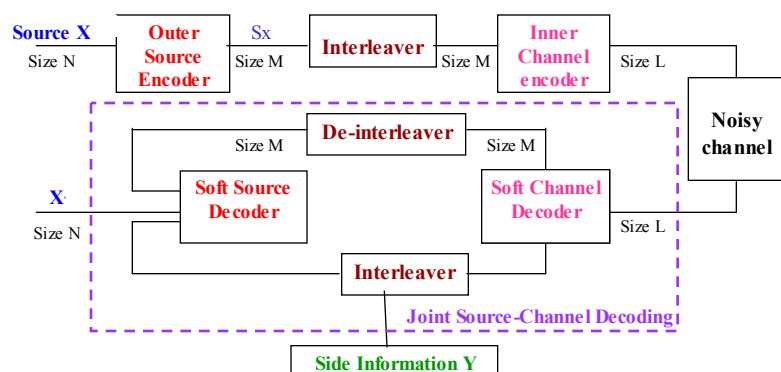 Source X
Size N
Outer
Source
Encoder
Sx
Size M
Interleaver
Size M
Inner
Channel
encoder
Size L
Noisy
channel
De-interleaver
Size M
Size M
Soft Source
Decoder
Soft Channel
Decoder
X
Size N
Size L
Interleaver
Joint Source-Channel Decoding
Side Information Y